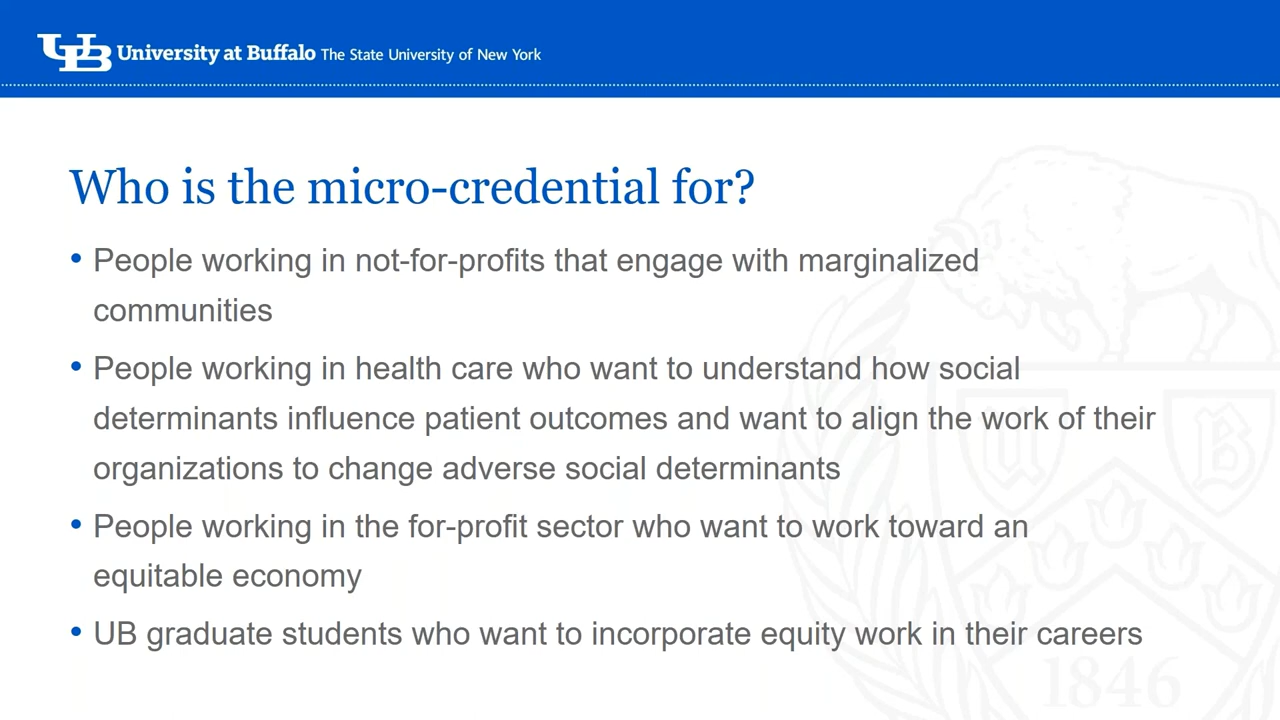 UB University at Buffalo The State University of New York
Who is the micro-credential for?
• People working in not-for-profits that engage with marginalized
communities
• People working in health care who want to understand how social
determinants influence patient outcomes and want to align the work of their
organizations to change adverse social determinants
• People working in the for-profit sector who want to work toward an
equitable economy
• UB graduate students who want to incorporate equity work in their careers
U B
1846